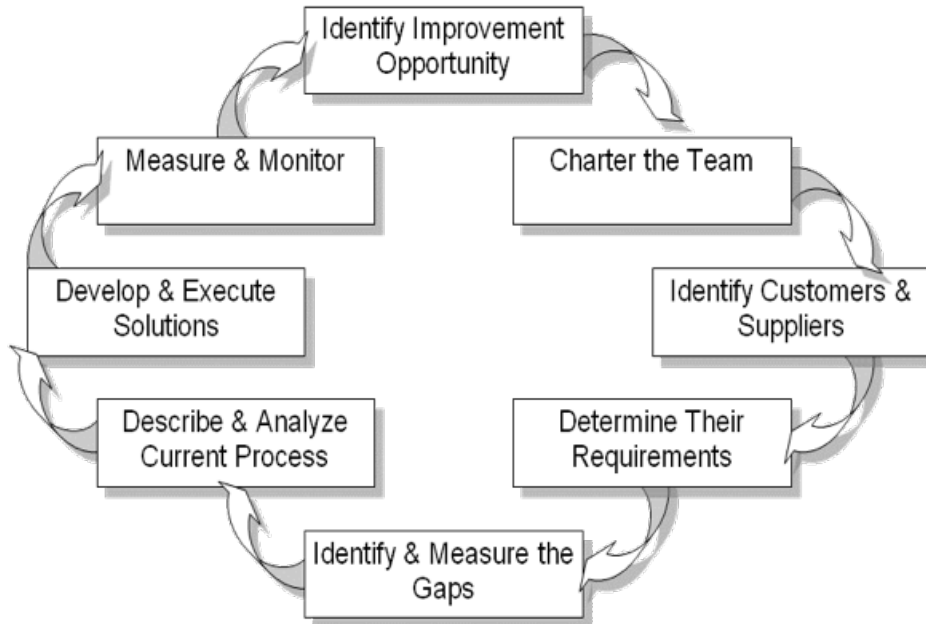 Identify Improvement
Opportunity
Charter the Team
Identify Customers &
Suppliers
Determine Their
Requirements
Identify & Measure the
Gaps
Describe & Analyze
Current Process
Develop & Execute
Solutions
Measure & Monitor